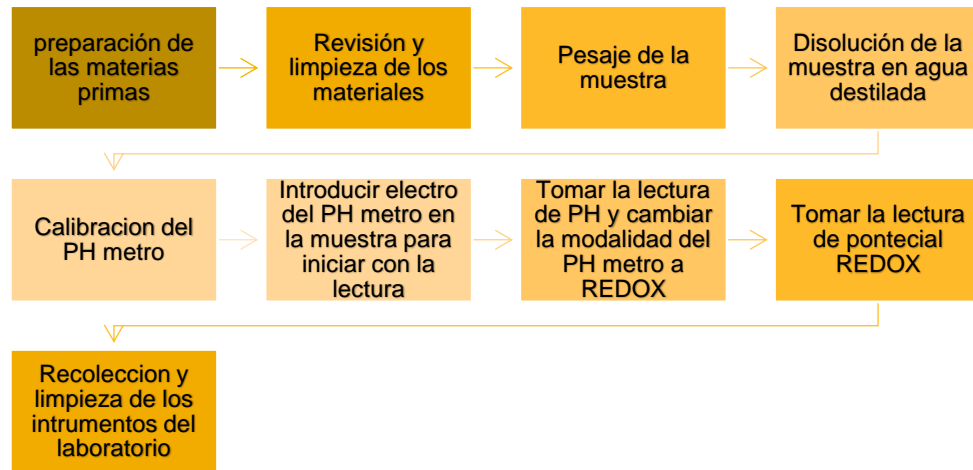 preparación de
las materias
primas
Revisión y
limpieza de los
materiales
Pesaje de la
muestra
Disolución de la
muestra en agua
destilada
Calibracion del
PH metro
Introducir electro
del PH metro en
la muestra para
iniciar con la
lectura
Tomar la lectura
de PH y cambiar
la modalidad del
PH metro a
REDOX
Tomar la lectura
de pontecial
REDOX
Recoleccion y
limpieza de los
intrumentos del
laboratorio